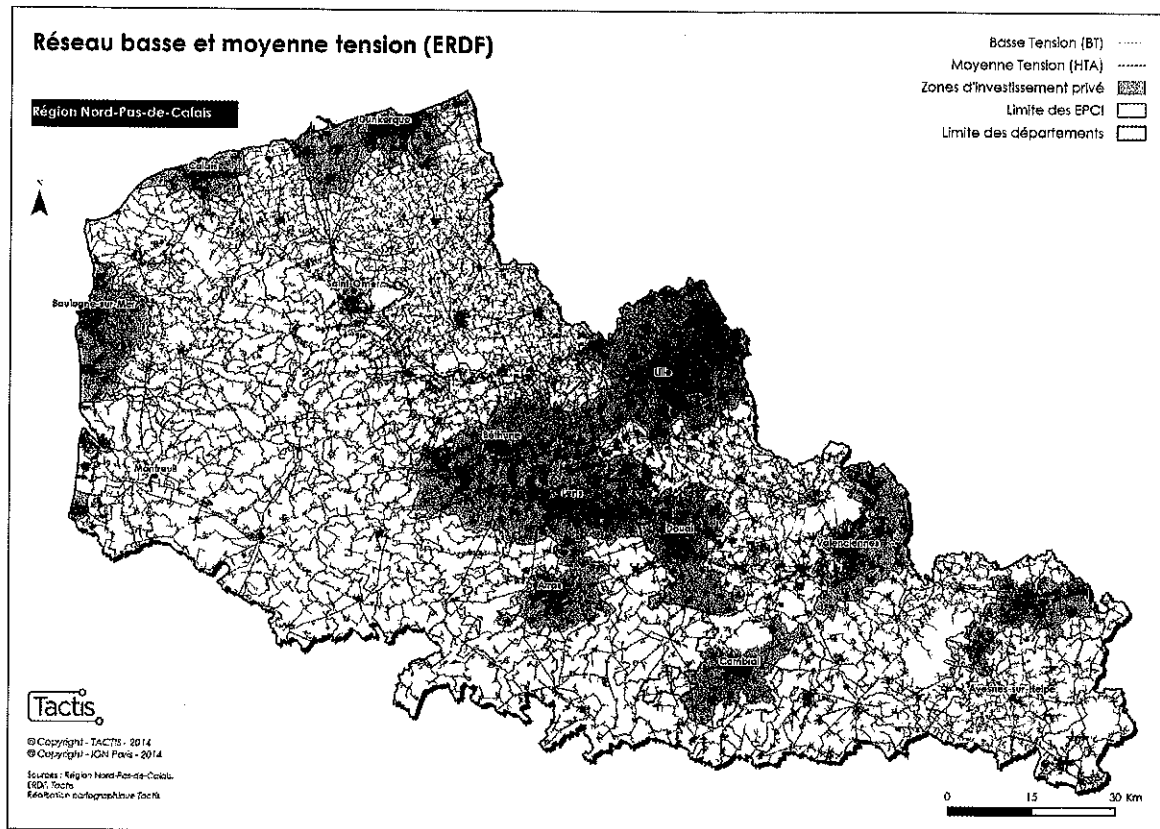 Réseau basse et moyenne tension (ERDF)
Basse Tension (BT)
Moyenne Tension (HTA)
Zones d'investissement privé
Limite des EPCI
Limite des départements
Région Nord-Pas-de-Calais
Dunkerque
Calais
N
Saint-Omer
Boulogne-sur-Mer
Lille
Béthune
Montreuil
Lens
Douai
Valenciennes
Arras
Cambrai
Avesnes-sur-Helpe
Tactis
© Copyright - TACTIS - 2014
© Copyright - IGN Paris - 2014
Sources : Région Nord-Pas-de-Calais,
ERDF, Tactis
Réalisation cartographique Tactis
0 15 30 Km